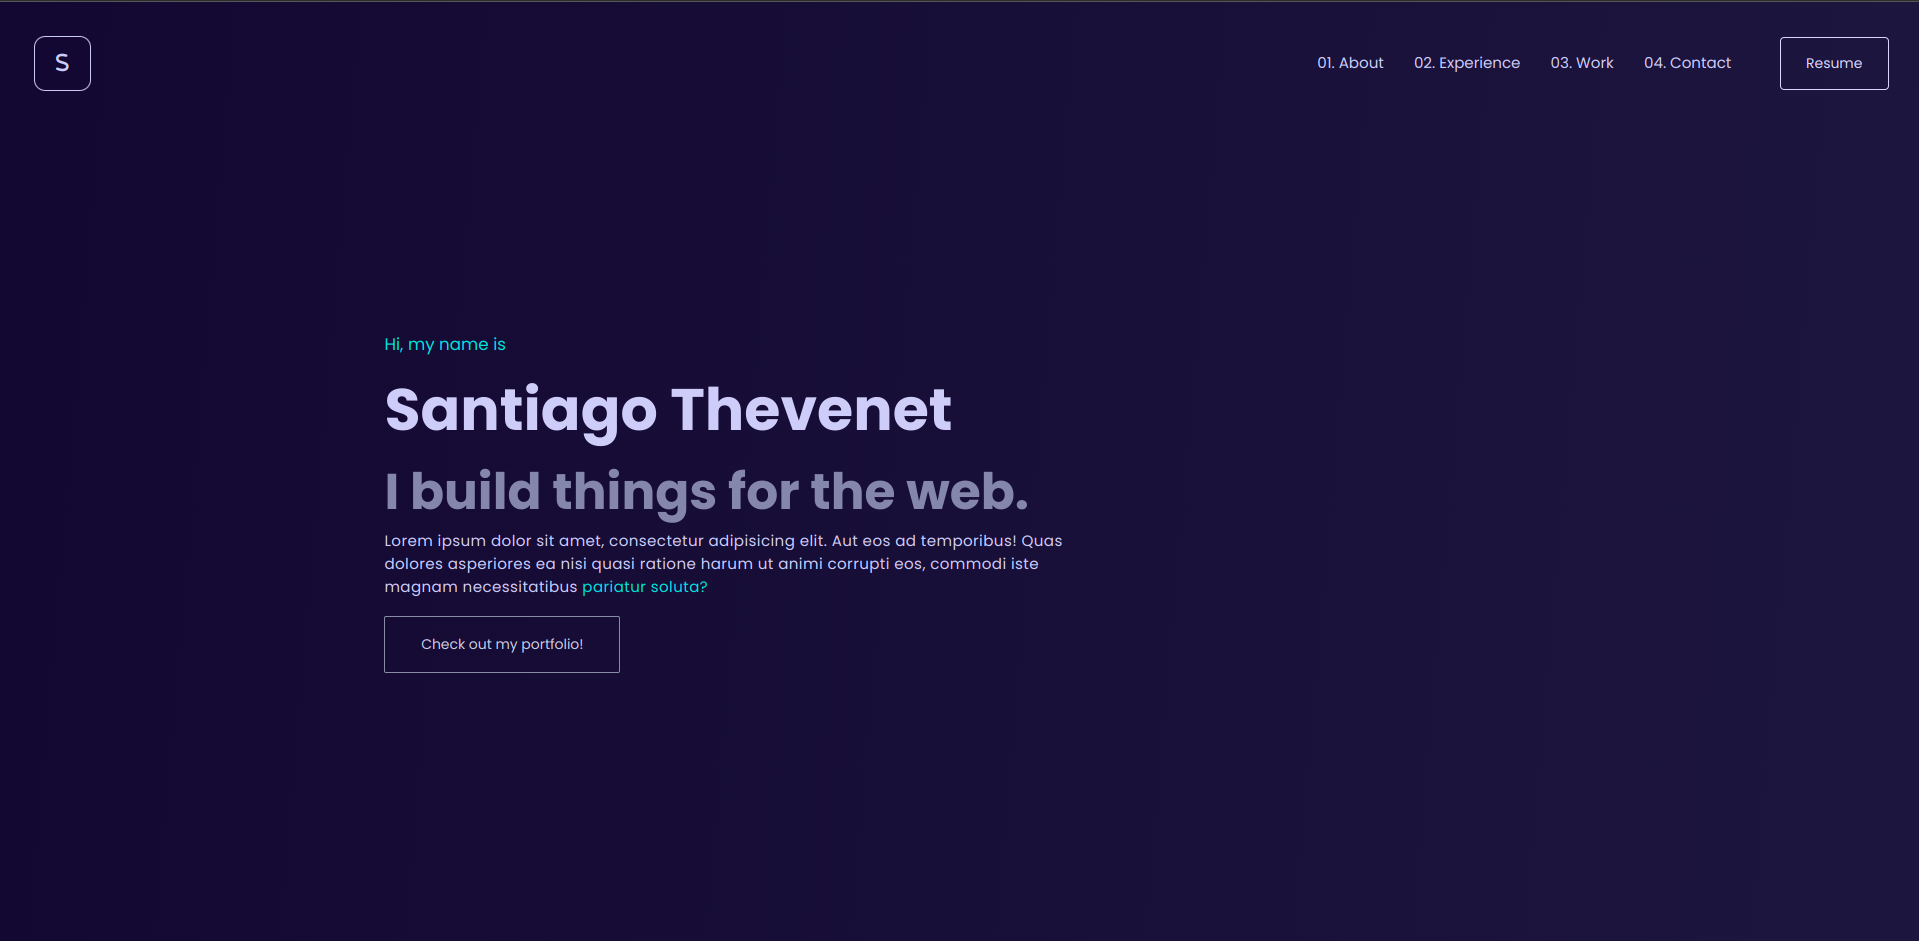 S
01. About 02. Experience 03. Work 04. Contact Resume
Hi, my name is
Santiago Thevenet
I build things for the web.
Lorem ipsum dolor sit amet, consectetur adipisicing elit. Aut eos ad temporibus! Quas
dolores asperiores ea nisi quasi ratione harum ut animi corrupti eos, commodi iste
magnam necessitatibus pariatur soluta?
Check out my portfolio!